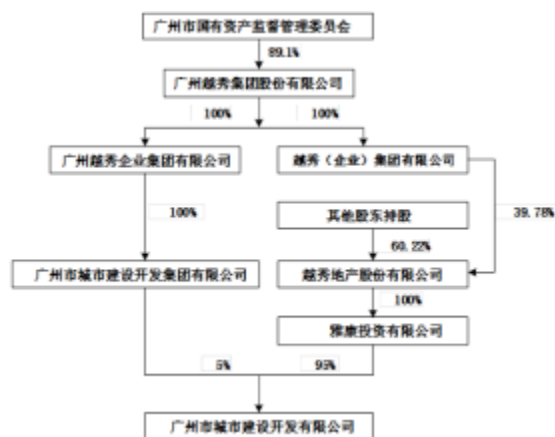 广州市国有资产监督管理委员会
89.1%
广州越秀集团股份有限公司
100% 100%
广州越秀企业集团有限公司 越秀（企业）集团有限公司
100% 其他股东持股 39.78%
60.22%
广州市城市建设开发集团有限公司 越秀地产股份有限公司
100%
雅康投资有限公司
5% 95%
广州市城市建设开发有限公司